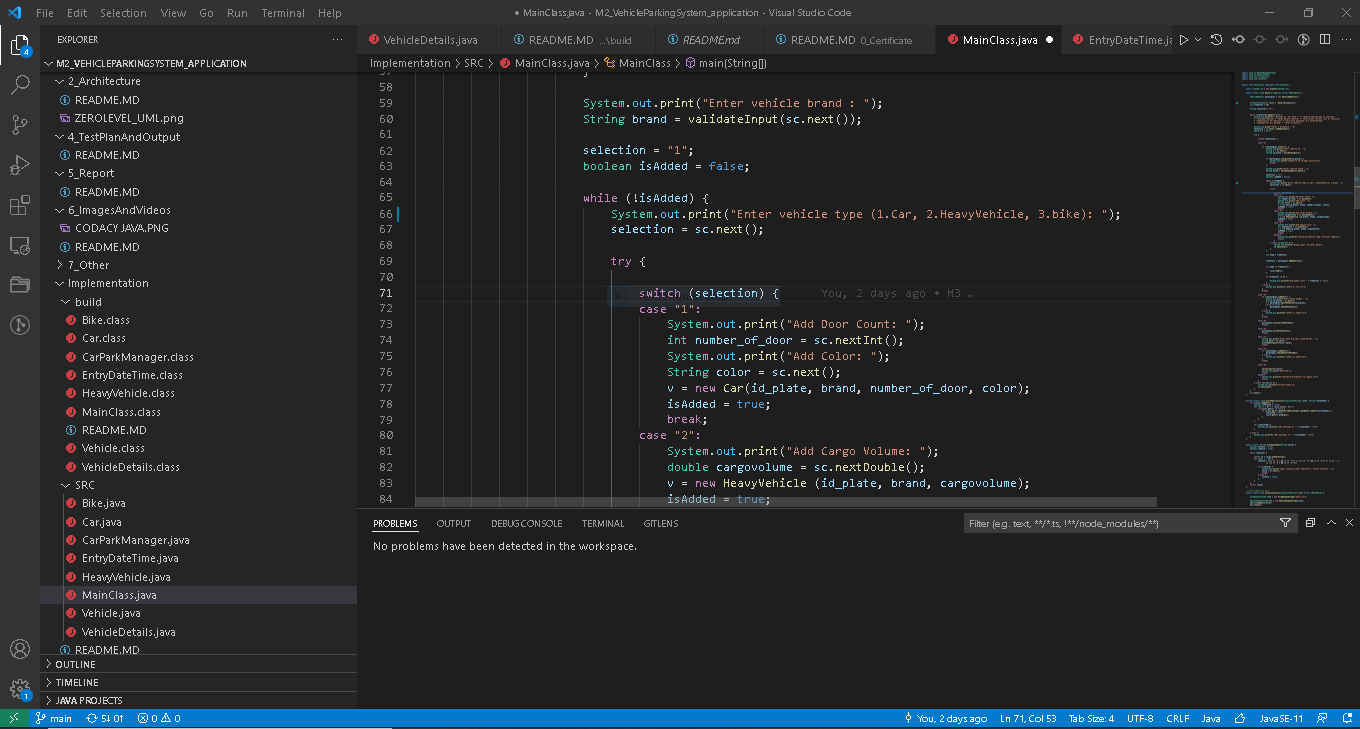 File Edit Selection View Go Run Terminal Help
● MainClass.java - M2_VehicleParkingSystem_application - Visual Studio Code
EXPLORER
M2_VEHICLEPARKINGSYSTEM_APPLICATION
2_Architecture
README.MD
ZEROLEVEL_UML.png
4_TestPlanAndOutput
README.MD
5_Report
README.MD
6_ImagesAndVideos
CODACY JAVA.PNG
README.MD
7_Other
Implementation
build
Bike.class
Car.class
CarParkManager.class
EntryDateTime.class
HeavyVehicle.class
MainClass.class
README.MD
Vehicle.class
VehicleDetails.class
SRC
Bike.java
Car.java
CarParkManager.java
EntryDateTime.java
HeavyVehicle.java
MainClass.java
Vehicle.java
VehicleDetails.java
README.MD
OUTLINE
TIMELINE
JAVA PROJECTS
4
1
VehicleDetails.java
README.MD ...\build
README.md
README.MD 0_Certificate
MainClass.java ●
EntryDateTime.ja
Implementation > SRC > MainClass.java > MainClass > main(String[])
57 }
58
59 System.out.print("Enter vehicle brand : ");
60 String brand = validateInput(sc.next());
61
62 selection = "1";
63 boolean isAdded = false;
64
65 while (!isAdded) {
66 System.out.print("Enter vehicle type (1.Car, 2.HeavyVehicle, 3.bike): ");
67 selection = sc.next();
68
69 try {
70
71 switch (selection) { You, 2 days ago • M3 …
72 case "1":
73 System.out.print("Add Door Count: ");
74 int number_of_door = sc.nextInt();
75 System.out.print("Add Color: ");
76 String color = sc.next();
77 v = new Car(id_plate, brand, number_of_door, color);
78 isAdded = true;
79 break;
80 case "2":
81 System.out.print("Add Cargo Volume: ");
82 double cargovolume = sc.nextDouble();
83 v = new HeavyVehicle (id_plate, brand, cargovolume);
84 isAdded = true;
PROBLEMS OUTPUT DEBUG CONSOLE TERMINAL GITLENS
Filter (e.g. text, **/*.ts, !**/node_modules/**)
No problems have been detected in the workspace.
main 5↓ 0↑ 0 0
You, 2 days ago Ln 71, Col 53 Tab Size: 4 UTF-8 CRLF Java JavaSE-11